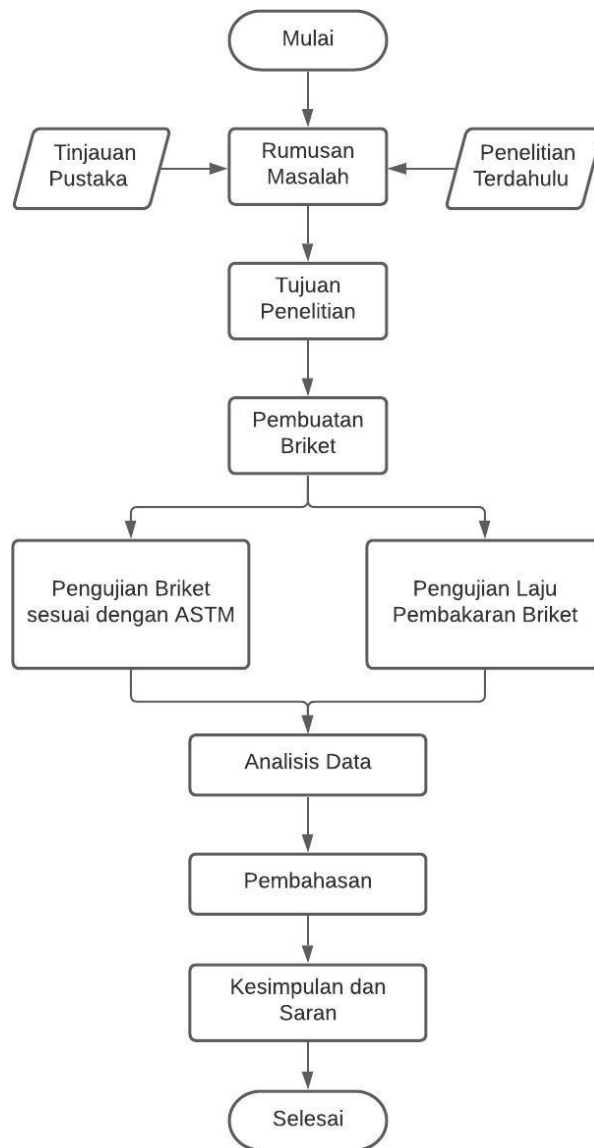 Mulai
Tinjauan
Pustaka
Rumusan
Masalah
Penelitian
Terdahulu
Tujuan
Penelitian
Pembuatan
Briket
Pengujian Briket
sesuai dengan ASTM
Pengujian Laju
Pembakaran Briket
Analisis Data
Pembahasan
Kesimpulan dan
Saran
Selesai